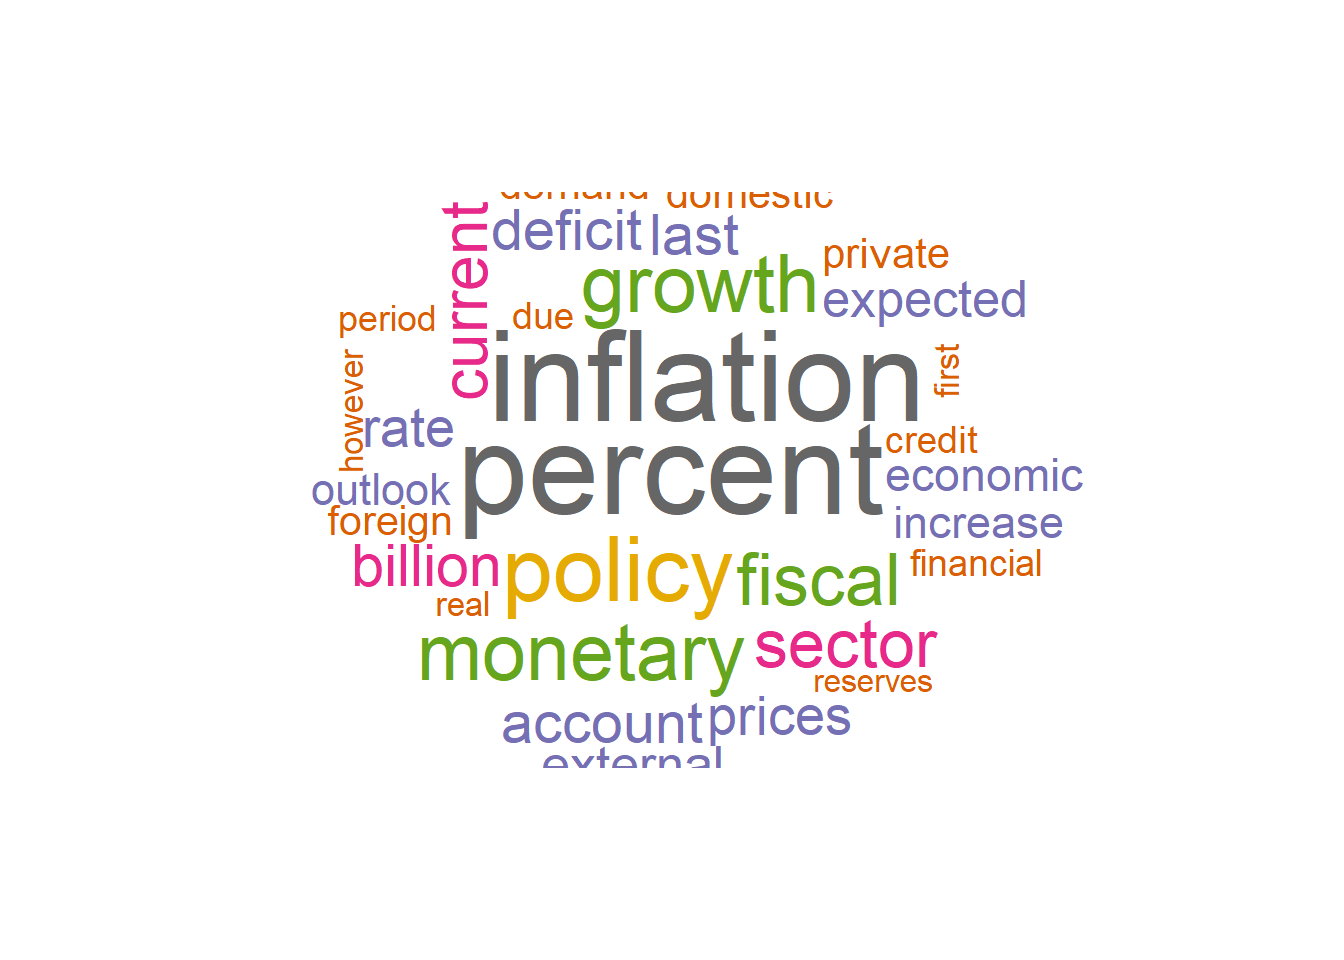 demand domestic
current deficit last
private
growth
expected
period due
inflation
first
however rate
percent credit
economic
outlook
foreign increase
billion policy fiscal financial
real
monetary sector
reserves
account prices
external